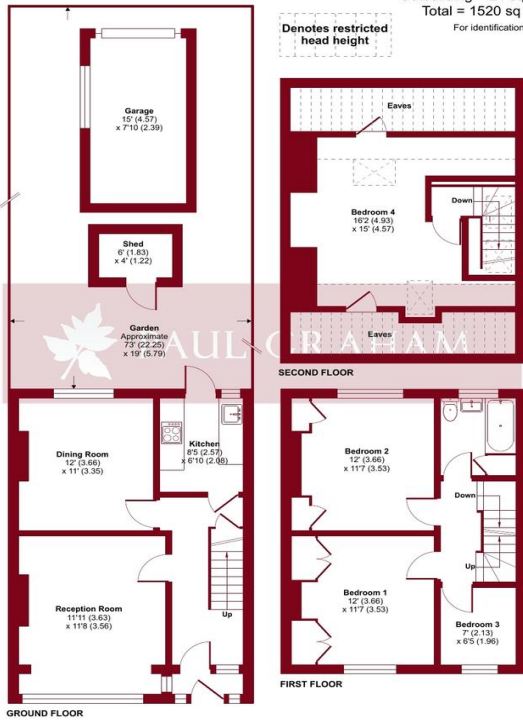 Total = 1520 sq
For identification
Denotes restricted
head height
Garage
15' (4.57)
x 7'10 (2.39)
Shed
6' (1.83)
x 4' (1.22)
Garden
Approximate
73' (22.25)
x 19' (5.79)
Eaves
Down
Bedroom 4
16'2 (4.93)
x 15' (4.57)
Eaves
PAUL GRAHAM
SECOND FLOOR
Dining Room
12' (3.66)
x 11' (3.35)
Kitchen
8'5 (2.57)
x 6'10 (2.08)
Reception Room
11'11 (3.63)
x 11'8 (3.56)
Up
GROUND FLOOR
Bedroom 2
12' (3.66)
x 11'7 (3.53)
Down
Up
Bedroom 1
12' (3.66)
x 11'7 (3.53)
Bedroom 3
7' (2.13)
x 6'5 (1.96)
FIRST FLOOR